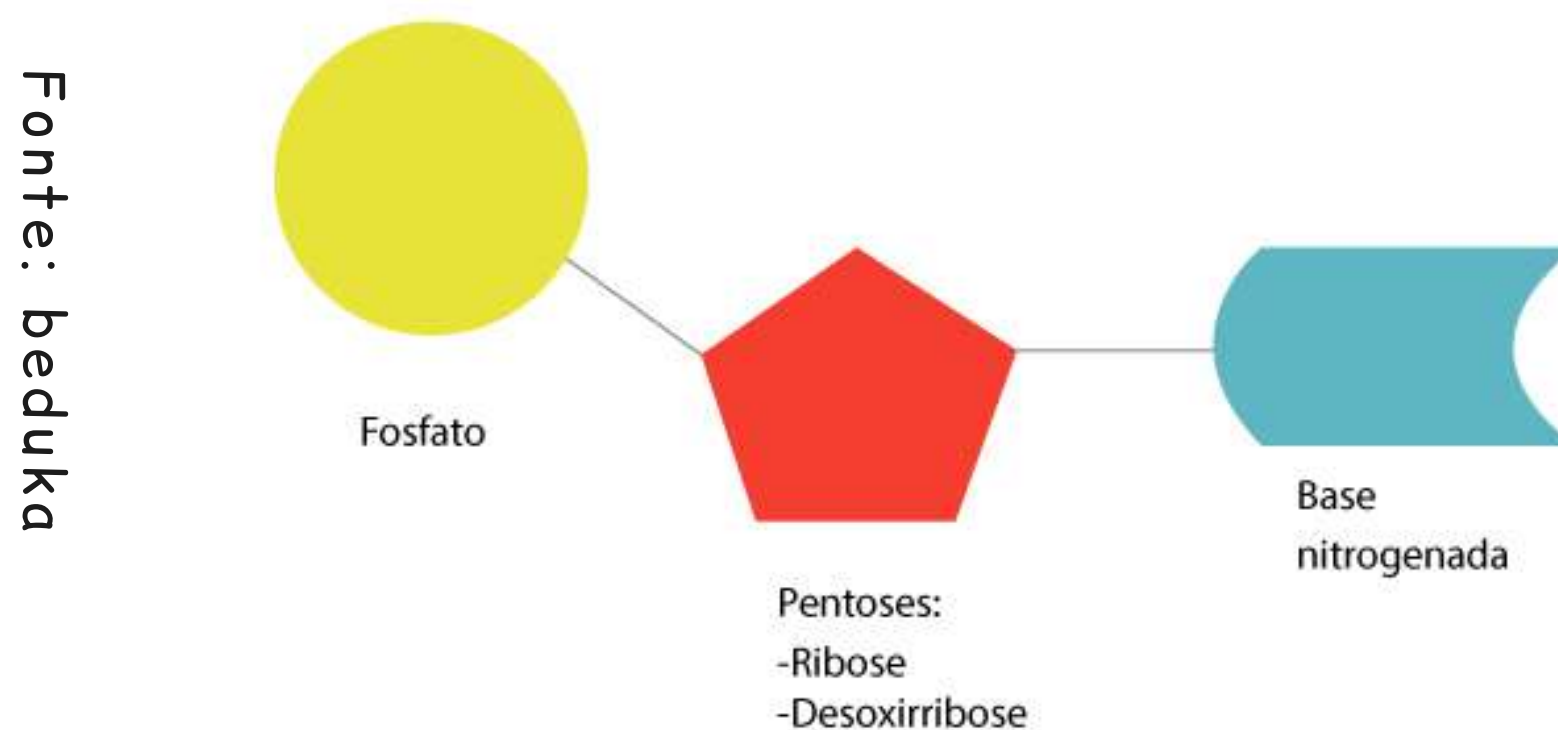 Fonte: beduka
Fosfato
Base
nitrogenada
Pentoses:
-Ribose
-Desoxirribose